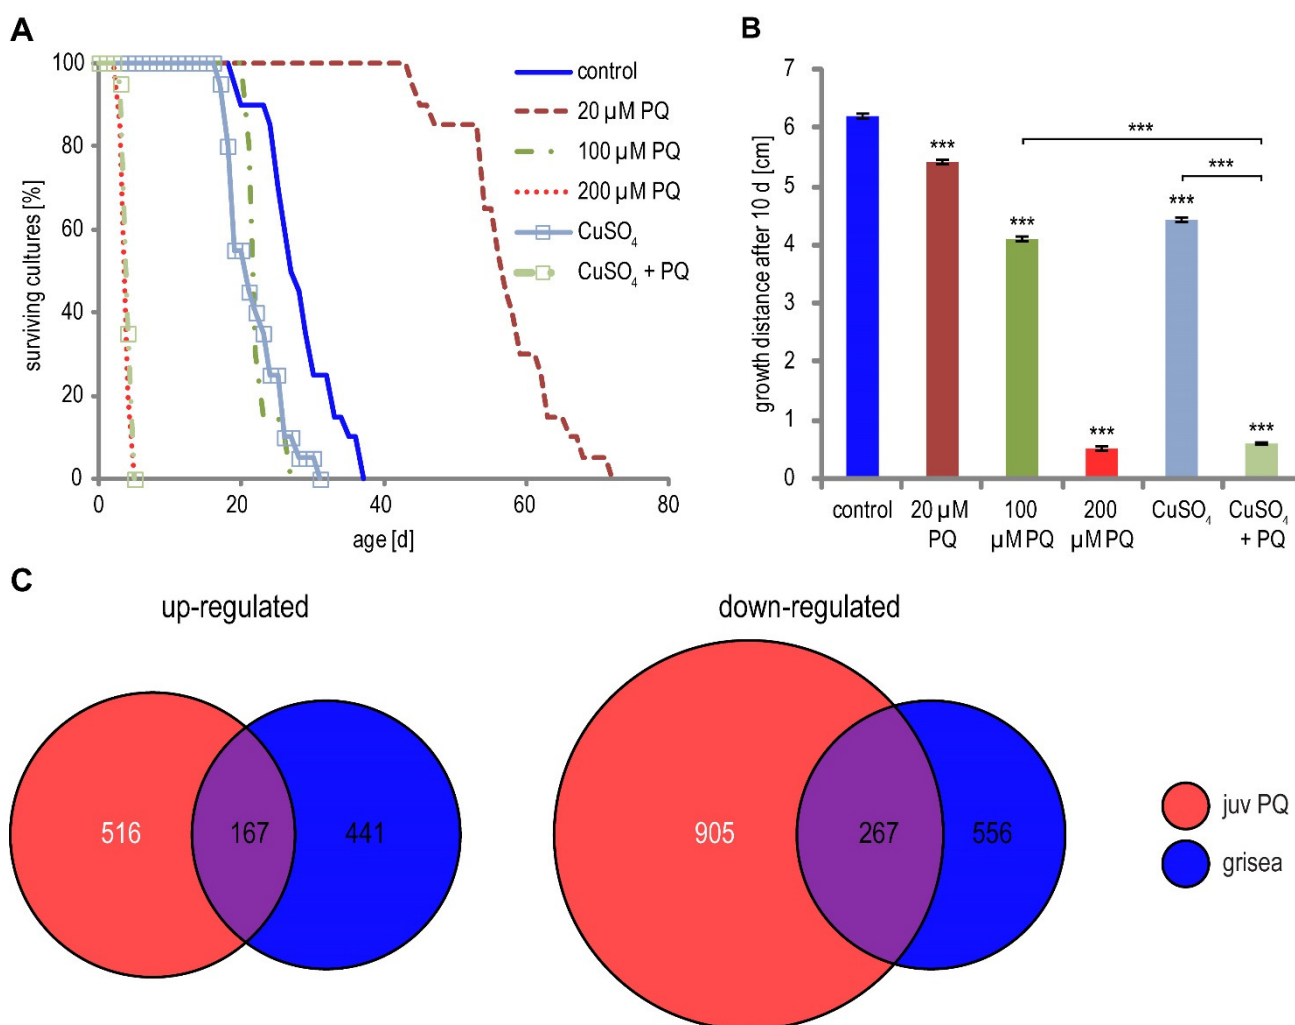 A
surviving cultures [%]
100
80
60
40
20
0
0 20 40 60 80
age [d]
control
20 µM PQ
100 µM PQ
200 µM PQ
CuSO₄
CuSO₄ + PQ
B
growth distance after 10 d [cm]
7
6
5
4
3
2
1
0
***
***
***
***
***
***
***
control
20 µM PQ
100 µM PQ
200 µM PQ
CuSO₄
CuSO₄ + PQ
C
up-regulated
516 167 441
down-regulated
905 267 556
juv PQ
grisea